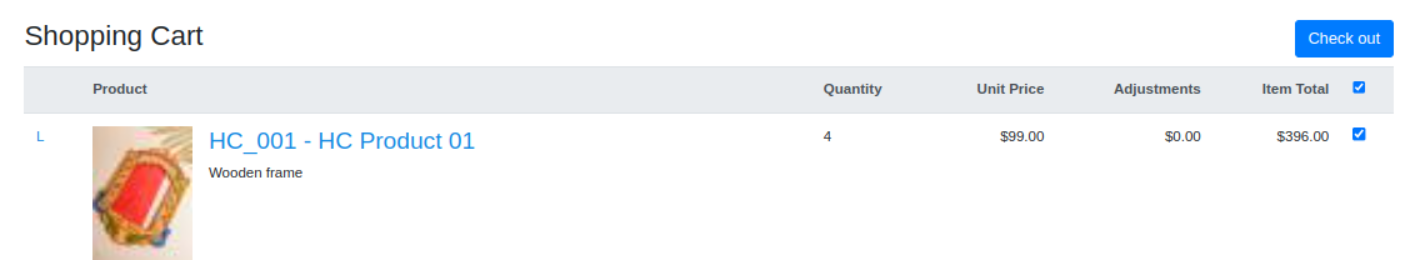 Shopping Cart
Check out
Product Quantity Unit Price Adjustments Item Total
L HC_001 - HC Product 01 4 $99.00 $0.00 $396.00
Wooden frame